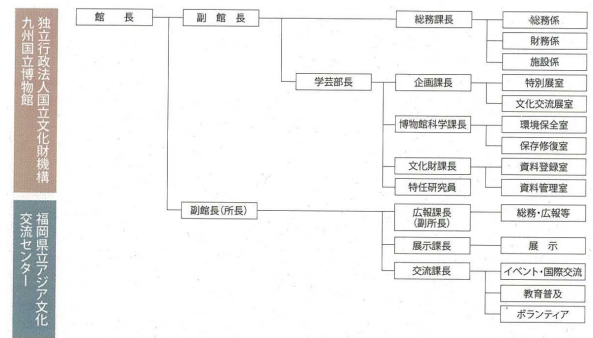 独立行政法人国立文化財機構
九州国立博物館
館長
副館長
総務課長
総務係
財務係
施設係
学芸部長
企画課長
特別展室
文化交流展室
博物館科学課長
環境保全室
保存修復室
文化財課長
資料登録室
特任研究員
資料管理室
福岡県立アジア文化
交流センター
副館長(所長)
広報課長
(副所長)
総務・広報等
展示課長
展示
交流課長
イベント・国際交流
教育普及
ボランティア